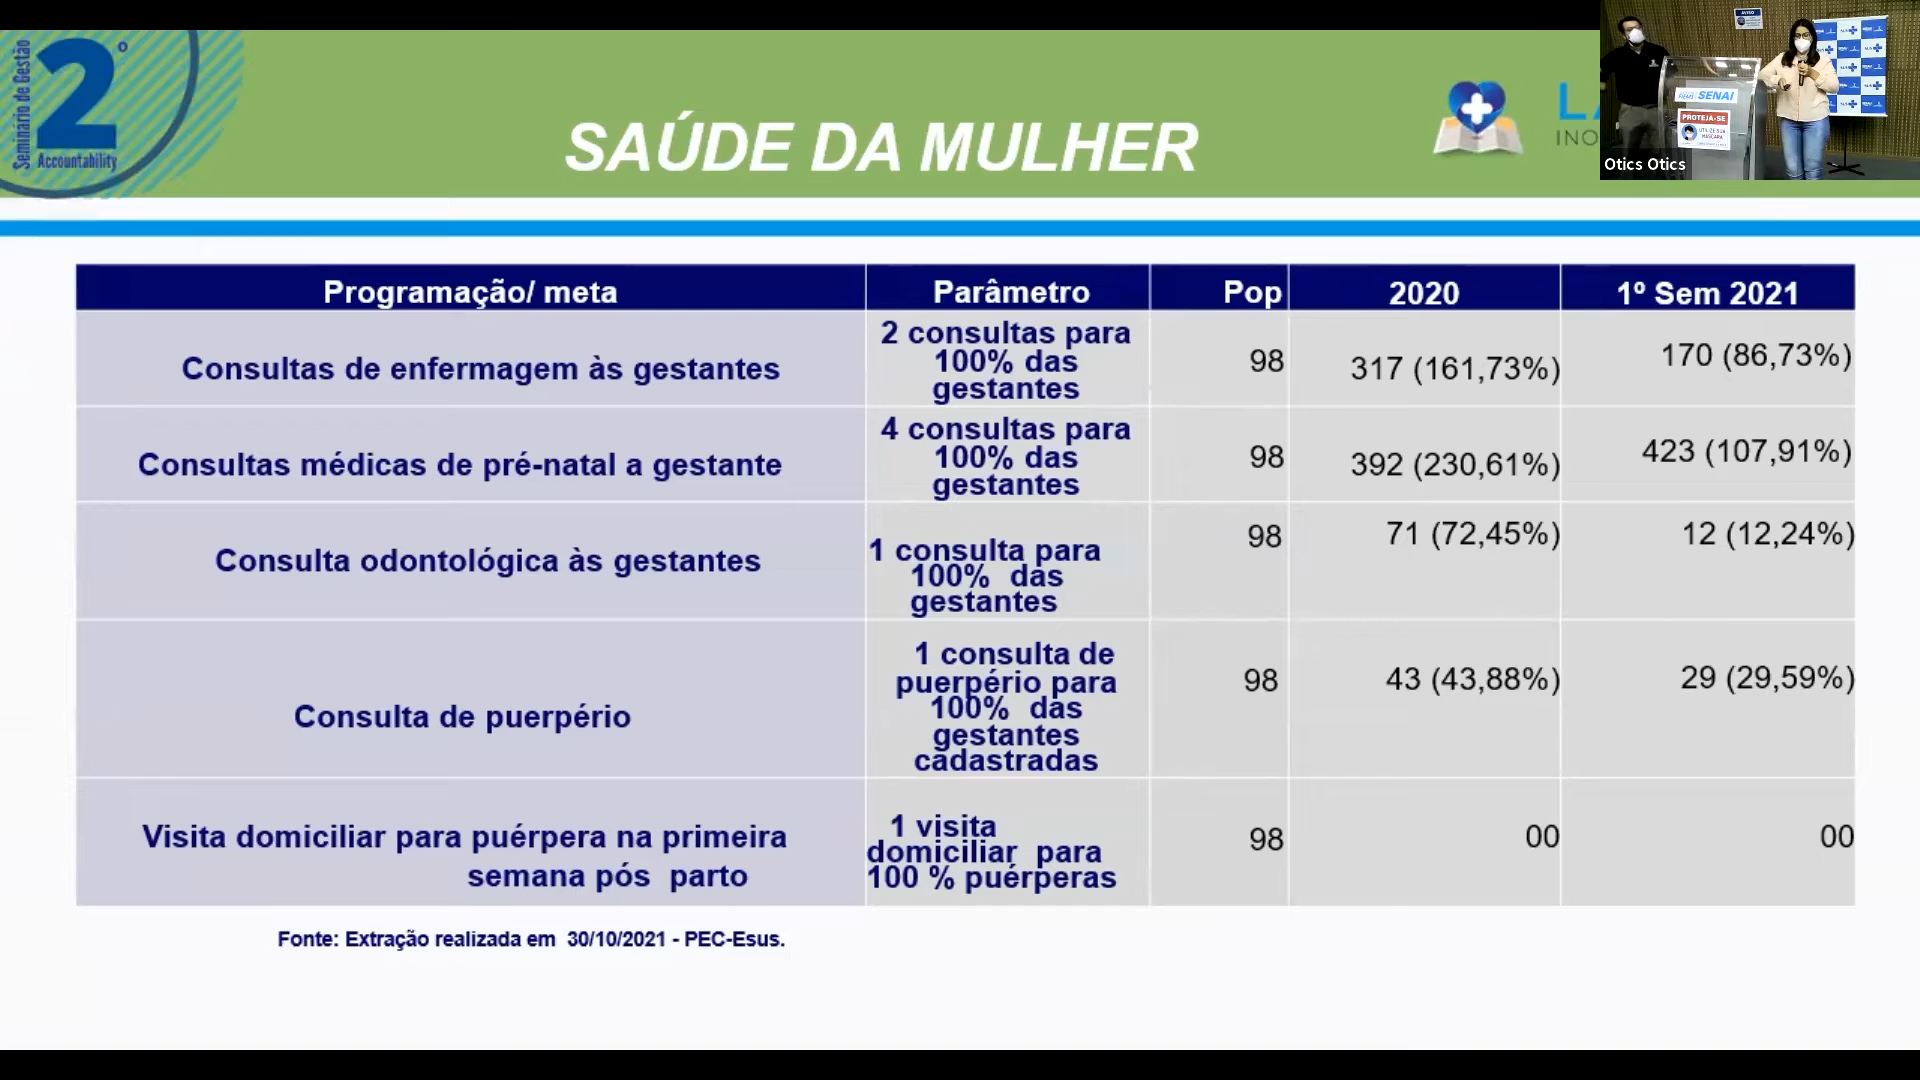 Seminário de Gestão
2º
Accountability
SAÚDE DA MULHER
AVISO
SENAI
PROTEJA-SE
UTILIZE SUA
MÁSCARA
Otics Otics
Programação/ meta
Parâmetro
Pop
2020
1º Sem 2021
Consultas de enfermagem às gestantes
2 consultas para
100% das
gestantes
98
317 (161,73%)
170 (86,73%)
Consultas médicas de pré-natal a gestante
4 consultas para
100% das
gestantes
98
392 (230,61%)
423 (107,91%)
Consulta odontológica às gestantes
1 consulta para
100% das
gestantes
98
71 (72,45%)
12 (12,24%)
Consulta de puerpério
1 consulta de
puerpério para
100% das
gestantes
cadastradas
98
43 (43,88%)
29 (29,59%)
Visita domiciliar para puérpera na primeira
semana pós parto
1 visita
domiciliar para
100 % puérperas
98
00
00
Fonte: Extração realizada em 30/10/2021 - PEC-Esus.